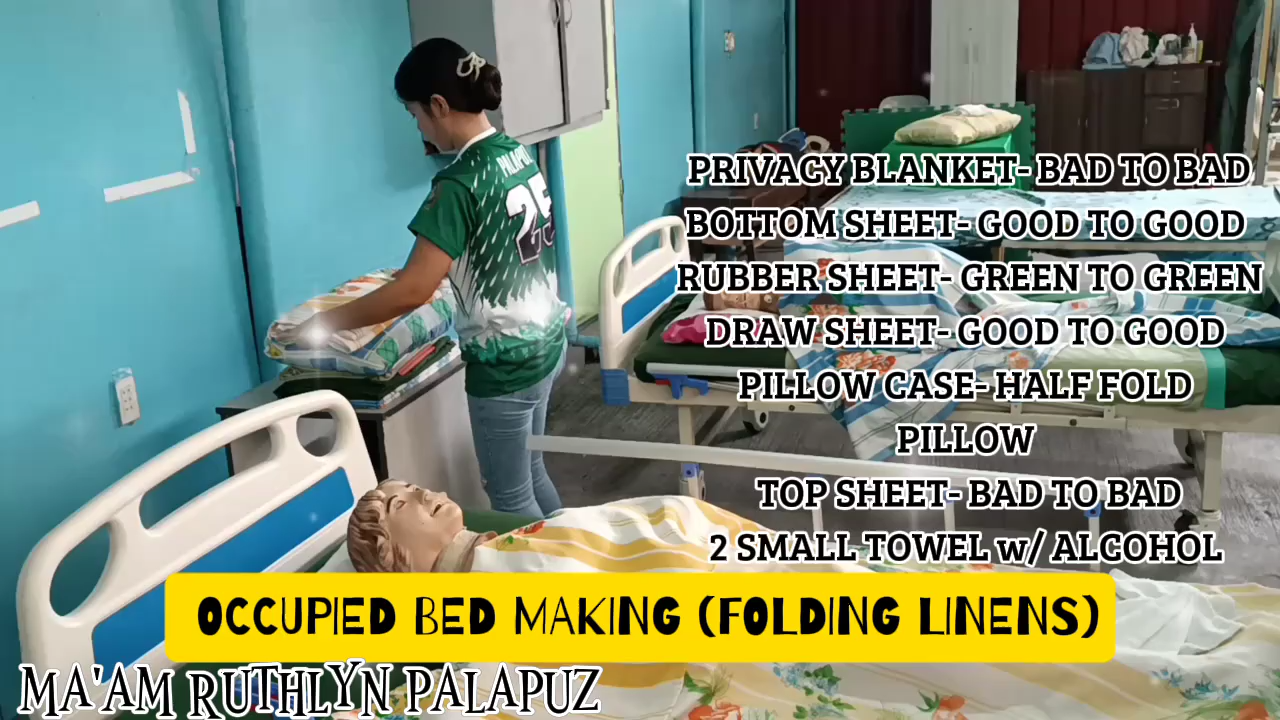 PALAPUZ
25
PRIVACY BLANKET- BAD TO BAD
BOTTOM SHEET- GOOD TO GOOD
RUBBER SHEET- GREEN TO GREEN
DRAW SHEET- GOOD TO GOOD
PILLOW CASE- HALF FOLD
PILLOW
TOP SHEET- BAD TO BAD
2 SMALL TOWEL w/ ALCOHOL
OCCUPIED BED MAKING (FOLDING LINENS)
MA'AM RUTHLYN PALAPUZ